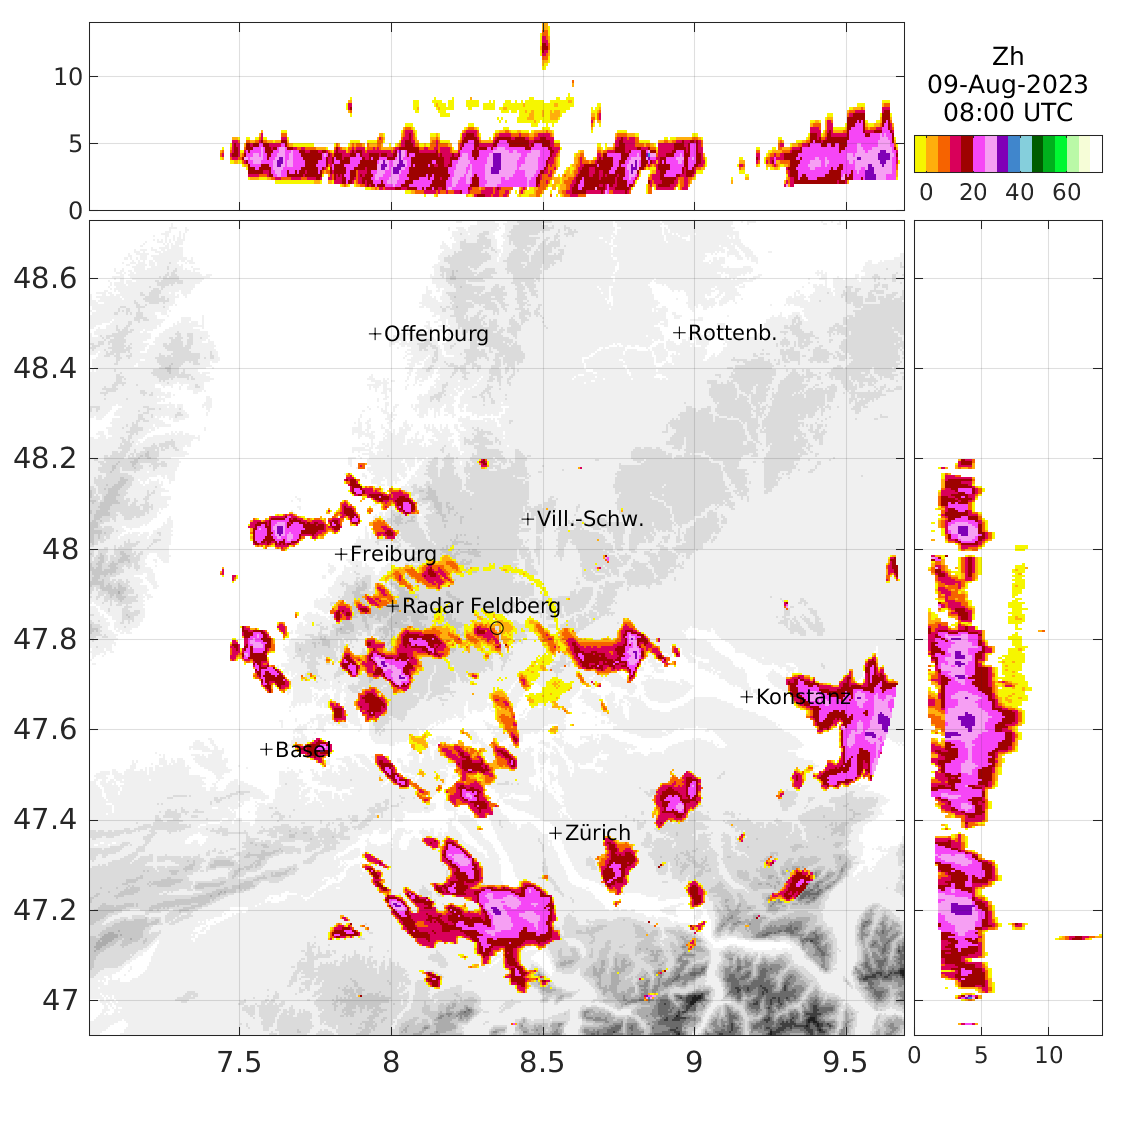 10
5
0
Zh
09-Aug-2023
08:00 UTC
0 20 40 60
48.6
48.4
48.2
48
47.8
47.6
47.4
47.2
47
+Offenburg
+Rottenb.
+Vill.-Schw.
+Freiburg
+Radar Feldberg
+Konstanz
+Basel
+Zürich
7.5 8 8.5 9 9.5
0 5 10